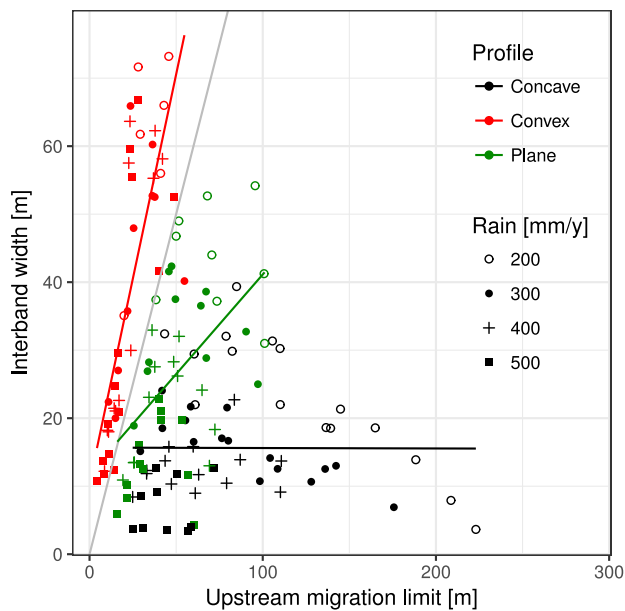 Profile
Concave
Convex
Plane
Rain [mm/y]
200
300
400
500
60
40
20
0
Interband width [m]
0
100
200
300
Upstream migration limit [m]